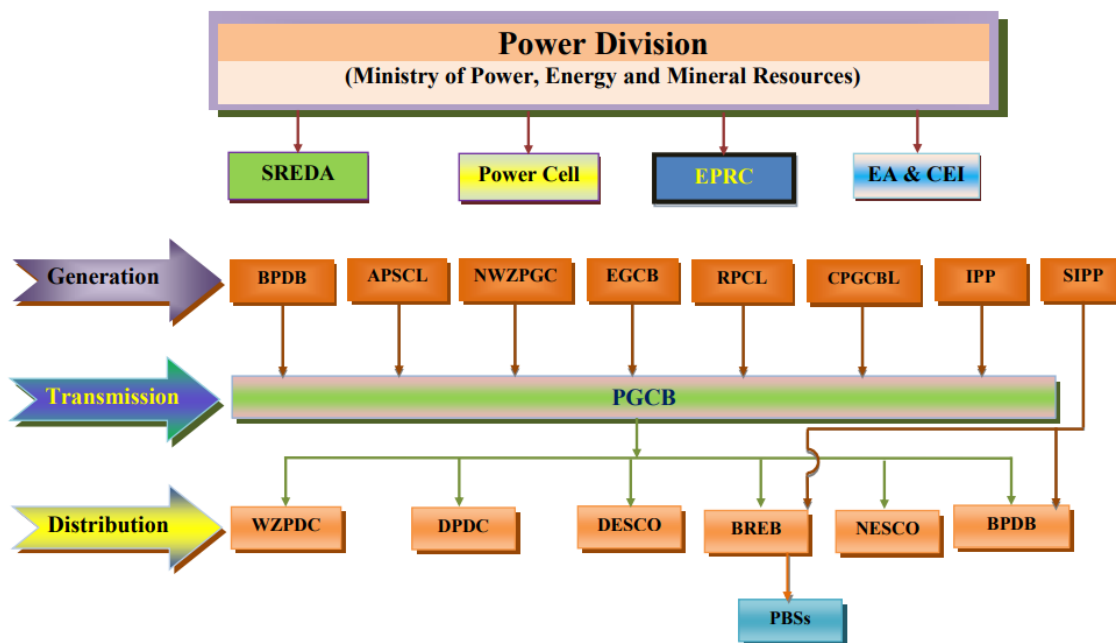 Power Division
(Ministry of Power, Energy and Mineral Resources)
SREDA
Power Cell
EPRC
EA & CEI
Generation
BPDB
APSCL
NWZPGC
EGCB
RPCL
CPGCBL
IPP
SIPP
Transmission
PGCB
Distribution
WZPDC
DPDC
DESCO
BREB
NESCO
BPDB
PBSs